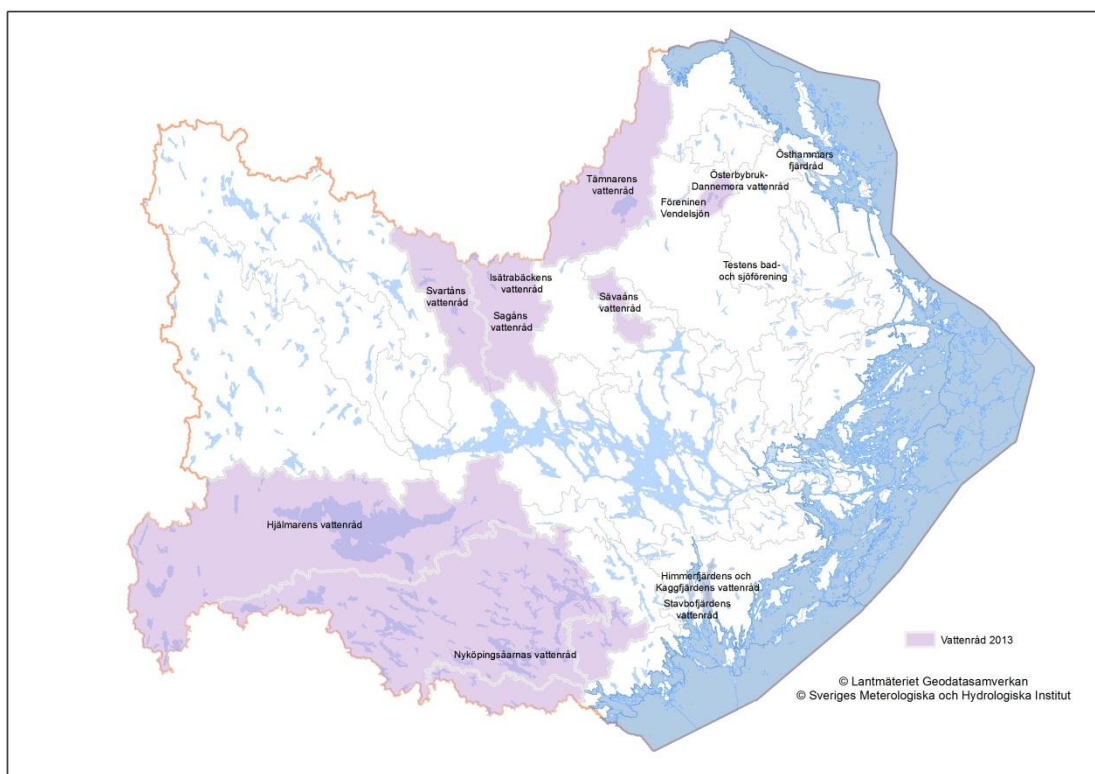 Östhammars
fjärdråd
Tämnarens
vattenråd
Österbybruk-
Dannemora vattenråd
Föreninen
Vendelsjön
Testens bad-
och sjöförening
Isätrabäckens
vattenråd
Svartåns
vattenråd
Sävaåns
vattenråd
Sagåns
vattenråd
Hjälmarens vattenråd
Himmerfjärdens och
Kaggfjärdens vattenråd
Stavbofjärdens
vattenråd
Nyköpingsåarnas vattenråd
Vattenråd 2013
© Lantmäteriet Geodatasamverkan
© Sveriges Meterologiska och Hydrologiska Institut